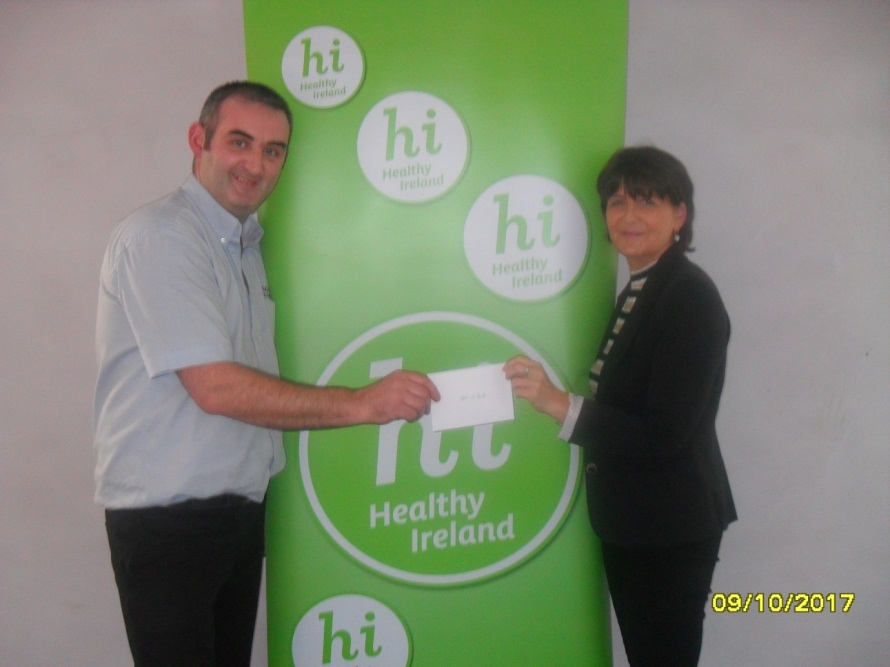 hi
Healthy
Ireland
hi
Healthy
Ireland
hi
Healthy
Ireland
hi
Healthy
Ireland
hi
09/10/2017